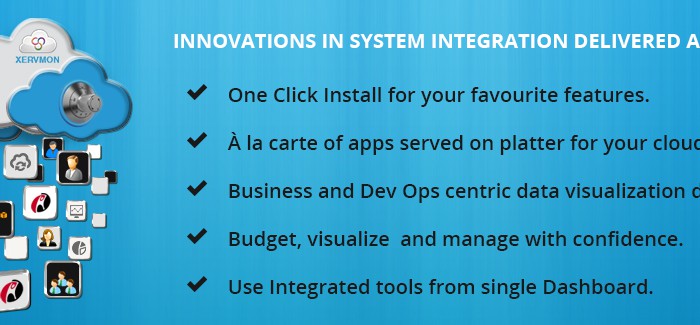 XERVMON
INNOVATIONS IN SYSTEM INTEGRATION DELIVERED A
One Click Install for your favourite features.
À la carte of apps served on platter for your cloud
Business and Dev Ops centric data visualization d
Budget, visualize and manage with confidence.
Use Integrated tools from single Dashboard.